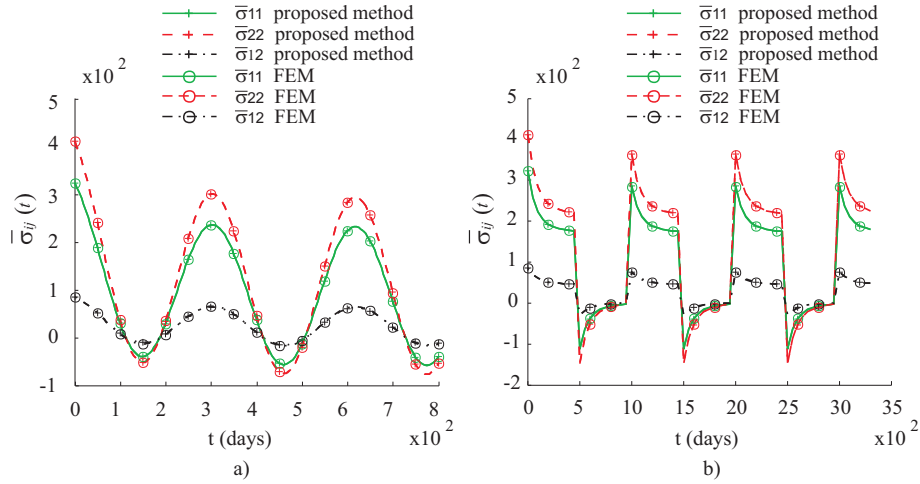 σ̅11 proposed method
σ̅22 proposed method
σ̅12 proposed method
σ̅11 FEM
σ̅22 FEM
σ̅12 FEM
x10 2
5
4
3
2
1
0
-1
σ̅ij (t)
0 1 2 3 4 5 6 7 8
t (days)
x10 2
a)
σ̅11 proposed method
σ̅22 proposed method
σ̅12 proposed method
σ̅11 FEM
σ̅22 FEM
σ̅12 FEM
x10 2
5
4
3
2
1
0
-1
-2
σ̅ij (t)
0 5 10 15 20 25 30 35
t (days)
x10 2
b)